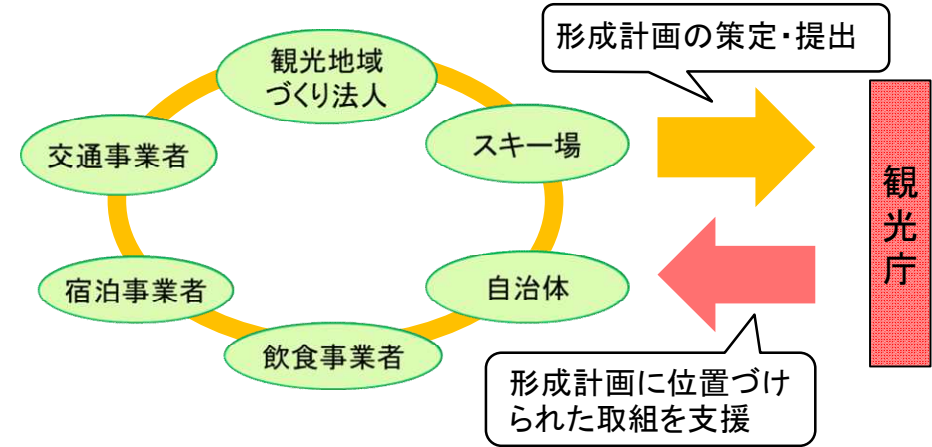 形成計画の策定・提出
観光地域
づくり法人
スキー場
交通事業者
観光庁
宿泊事業者
自治体
飲食事業者
形成計画に位置づけ
られた取組を支援